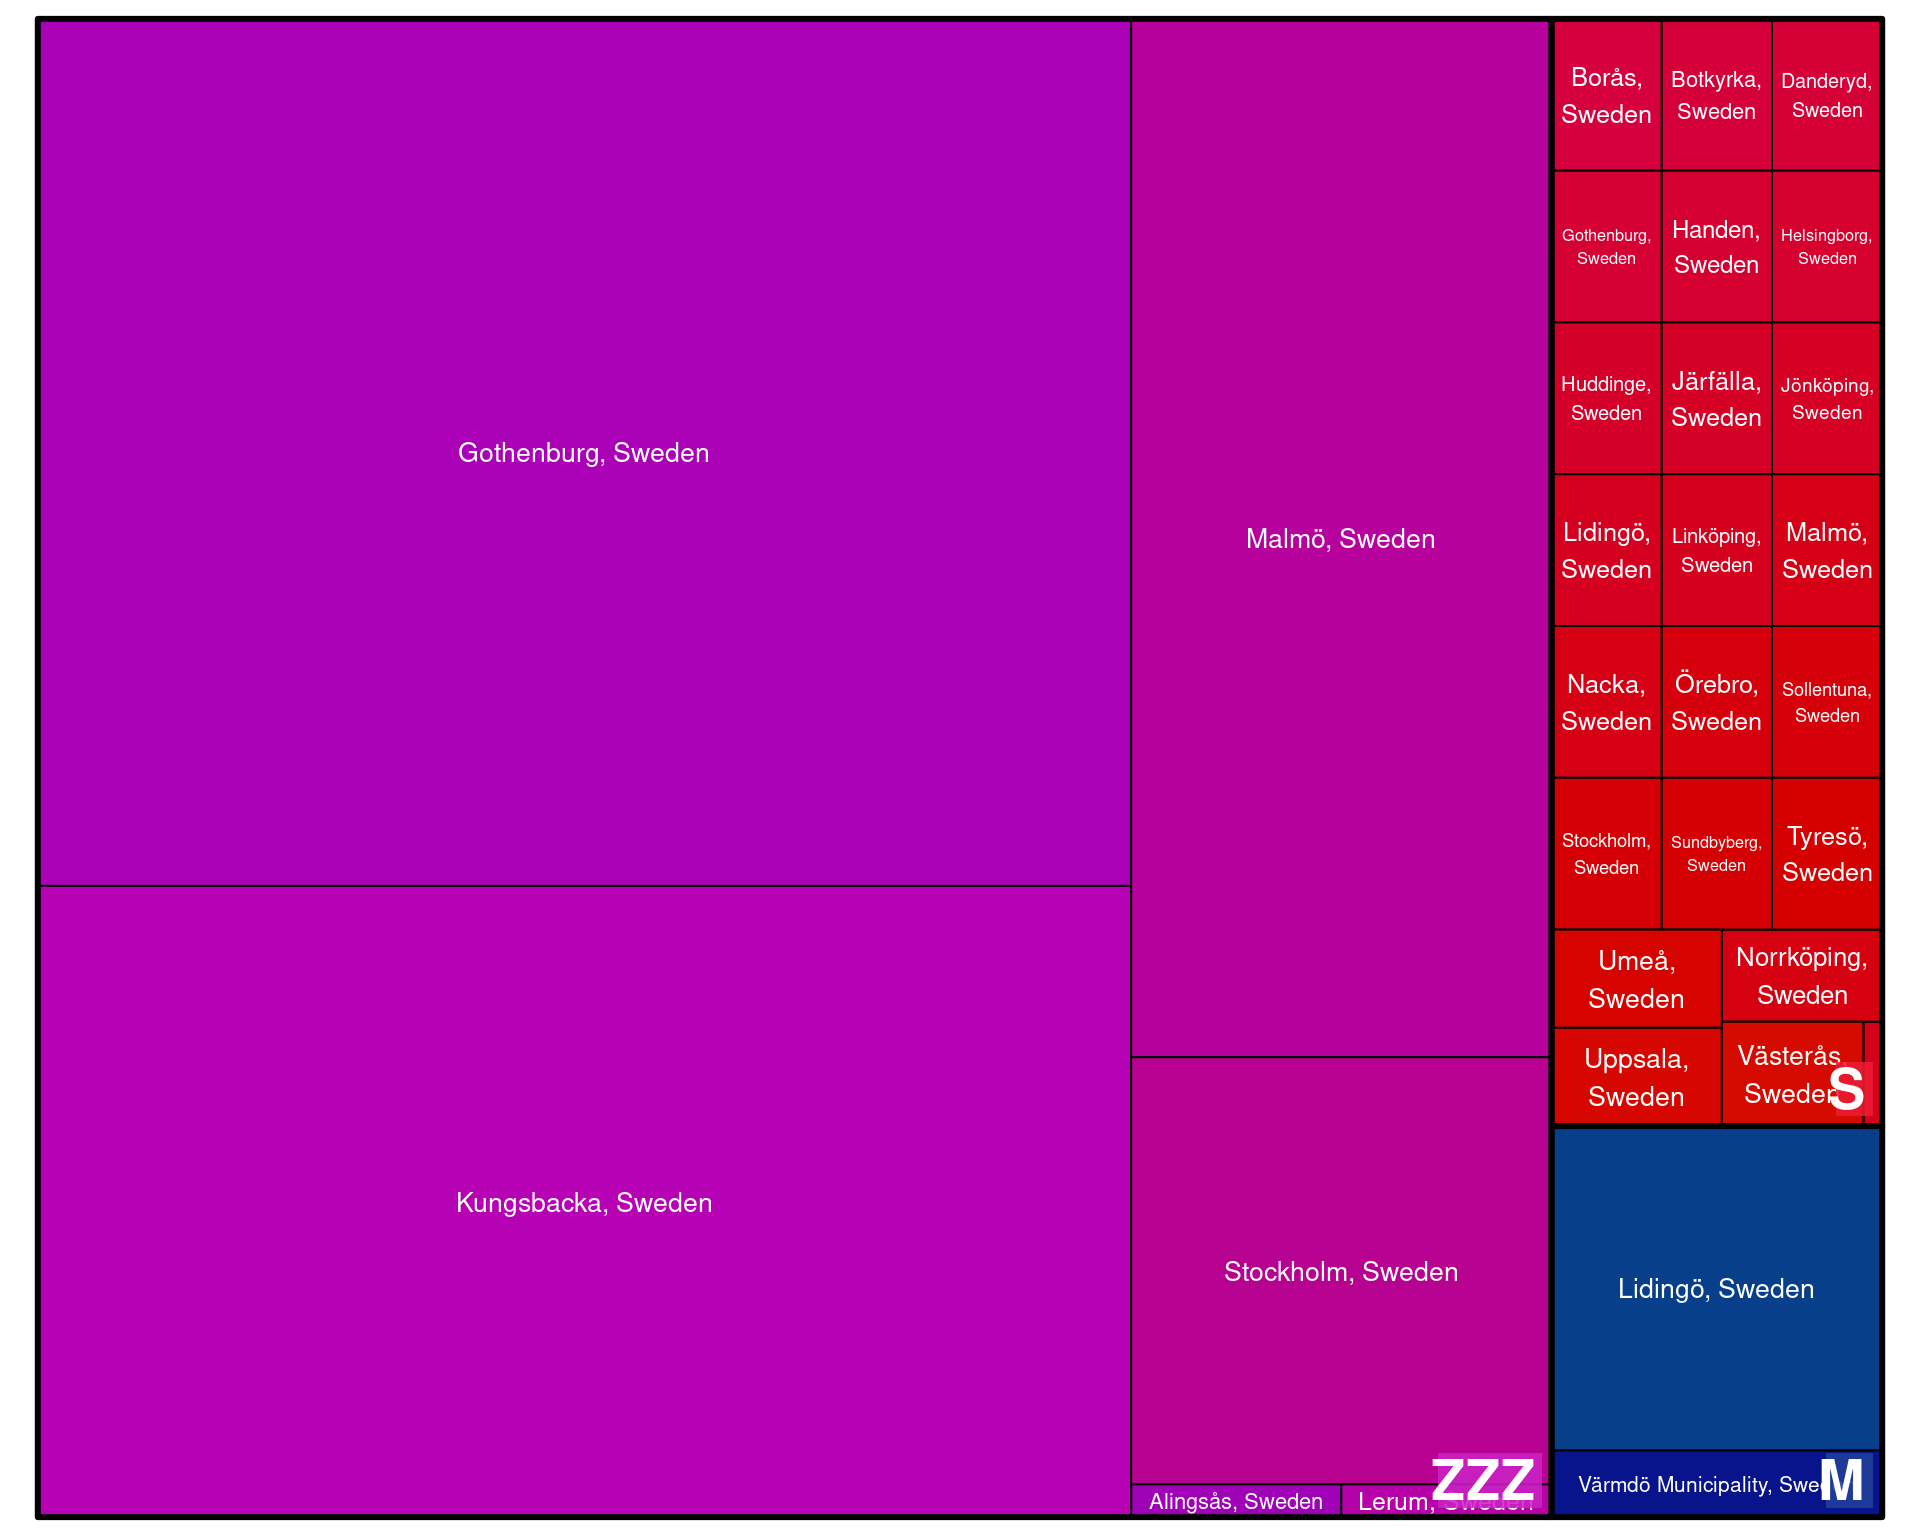 Gothenburg, Sweden
Kungsbacka, Sweden
Malmö, Sweden
Stockholm, Sweden
Alingsås, Sweden
Lerum, Sweden
ZZZ
Borås,
Sweden
Botkyrka,
Sweden
Danderyd,
Sweden
Gothenburg,
Sweden
Handen,
Sweden
Helsingborg,
Sweden
Huddinge,
Sweden
Järfälla,
Sweden
Jönköping,
Sweden
Lidingö,
Sweden
Linköping,
Sweden
Malmö,
Sweden
Nacka,
Sweden
Örebro,
Sweden
Sollentuna,
Sweden
Stockholm,
Sweden
Sundbyberg,
Sweden
Tyresö,
Sweden
Umeå,
Sweden
Norrköping,
Sweden
Uppsala,
Sweden
Västerås,
Sweden
S
Lidingö, Sweden
Värmdö Municipality, Swed
M